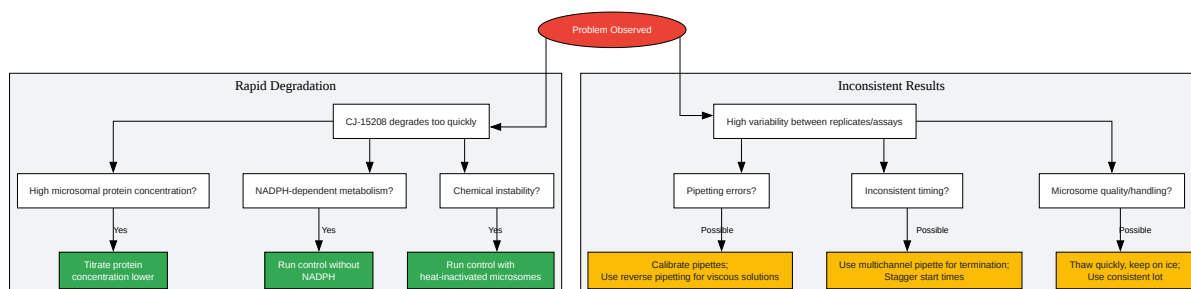 Problem Observed
Rapid Degradation
CJ-15208 degrades too quickly
High microsomal protein concentration?
NADPH-dependent metabolism?
Chemical instability?
Yes
Yes
Yes
Titrate protein
concentration lower
Run control without
NADPH
Run control with
heat-inactivated microsomes
Inconsistent Results
High variability between replicates/assays
Pipetting errors?
Inconsistent timing?
Microsome quality/handling?
Possible
Possible
Possible
Calibrate pipettes;
Use reverse pipetting for viscous solutions
Use multichannel pipette for termination;
Stagger start times
Thaw quickly, keep on ice;
Use consistent lot